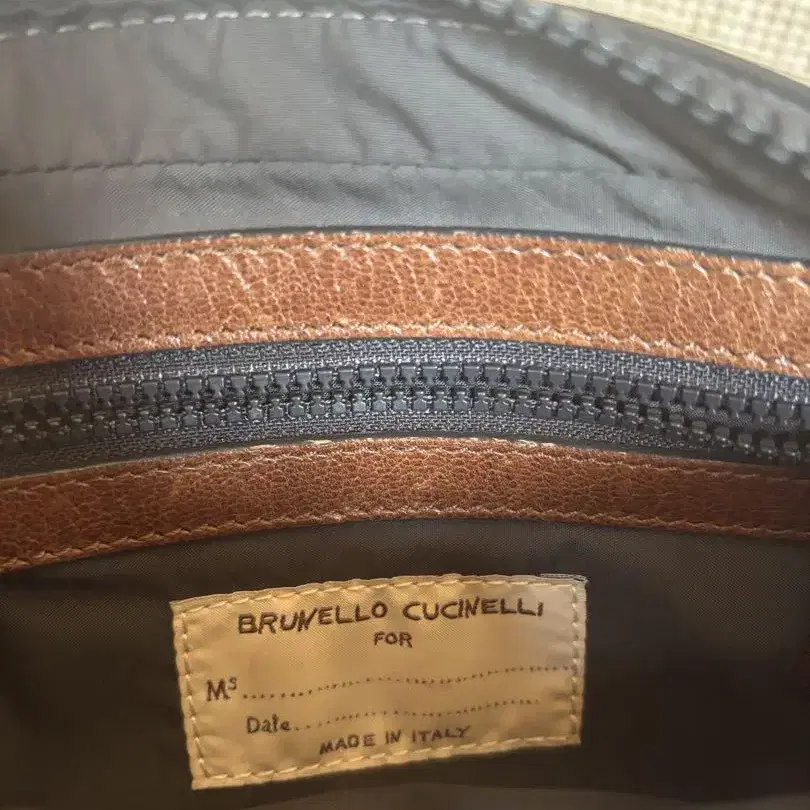 BRUNELLO CUCINELLI
FOR
Ms....................................................
Date........................................
MADE IN ITALY